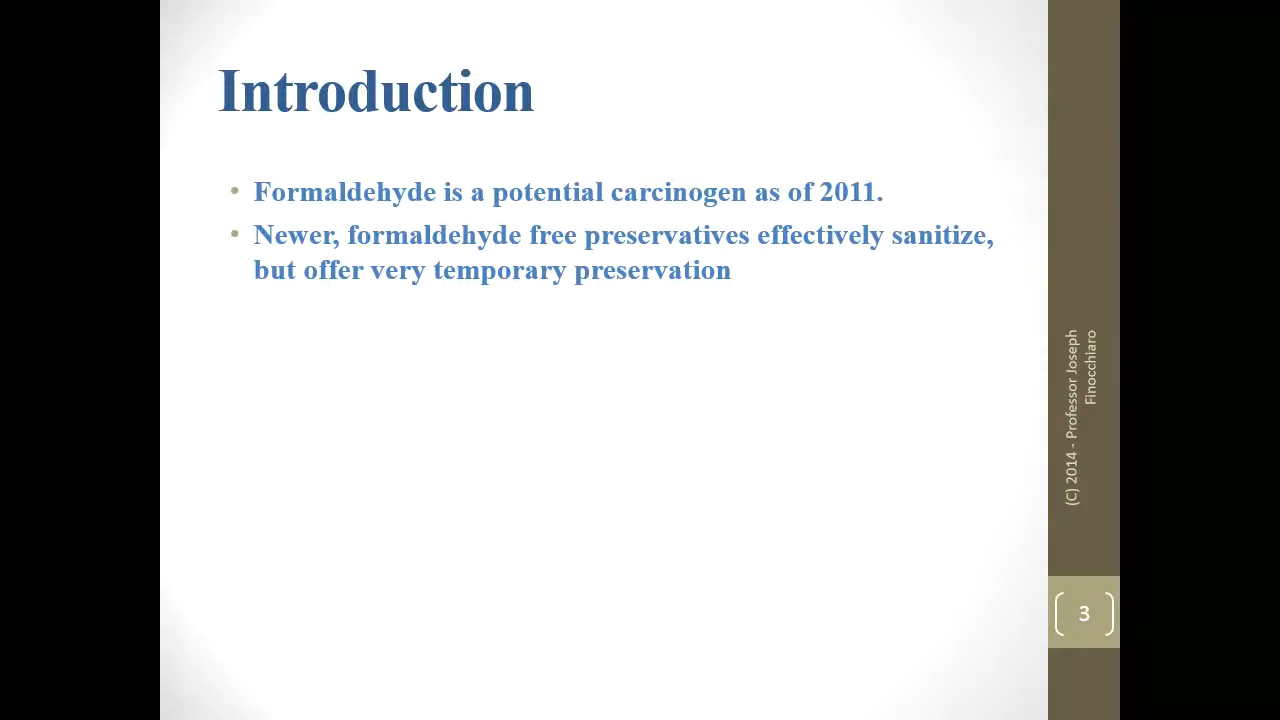 Introduction
• Formaldehyde is a potential carcinogen as of 2011.
• Newer, formaldehyde free preservatives effectively sanitize,
but offer very temporary preservation
(C) 2014 - Professor Joseph
Finocchiaro
3